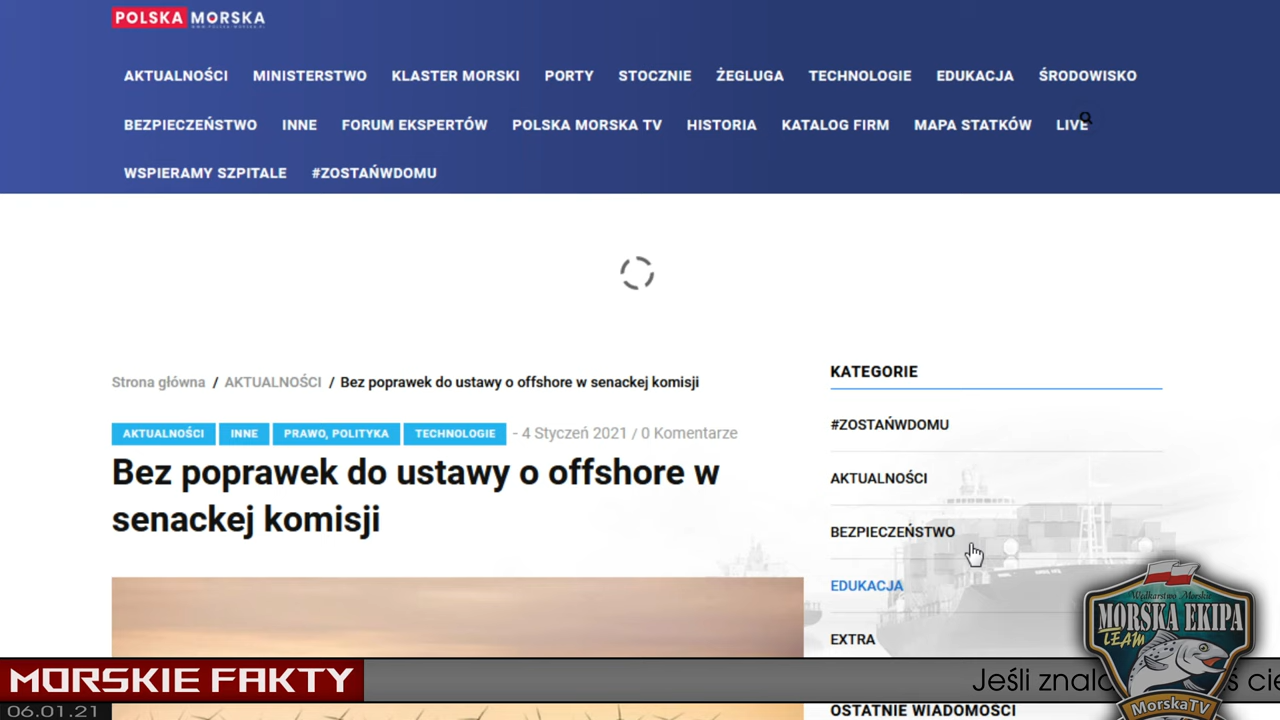 POLSKA MORSKA
AKTUALNOŚCI MINISTERSTWO KLASTER MORSKI PORTY STOCZNIE ŻEGLUGA TECHNOLOGIE EDUKACJA ŚRODOWISKO
BEZPIECZEŃSTWO INNE FORUM EKSPERTÓW POLSKA MORSKA TV HISTORIA KATALOG FIRM MAPA STATKÓW LIVE
WSPIERAMY SZPITALE #ZOSTAŃWDOMU
Strona główna / AKTUALNOŚCI / Bez poprawek do ustawy o offshore w senackej komisji
AKTUALNOŚCI INNE PRAWO, POLITYKA TECHNOLOGIE - 4 Styczeń 2021 / 0 Komentarze
Bez poprawek do ustawy o offshore w
senackej komisji
KATEGORIE
#ZOSTAŃWDOMU
AKTUALNOŚCI
BEZPIECZEŃSTWO
EDUKACJA
EXTRA
OSTATNIE WIADOMOŚCI
MORSKIE FAKTY
06.01.21
Jeśli
Wędkarstwo Morskie
MORSKA EKIPA
TEAM
MorskaTV